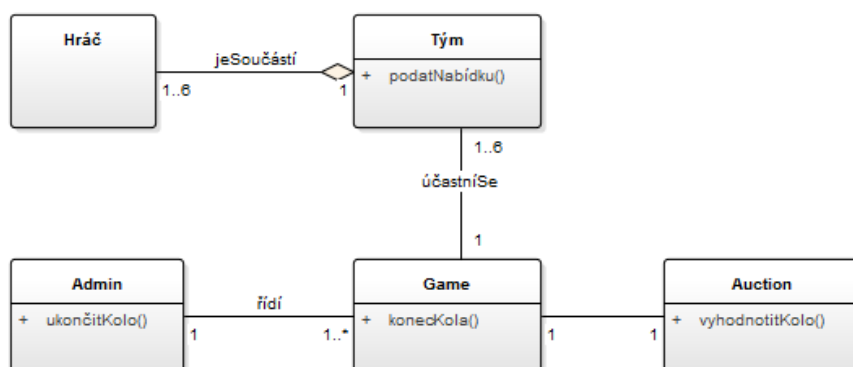 Hráč
jeSoučástí
1..6
1
Tým
+ podatNabídku()
1..6
účastníSe
1
Admin
+ ukončitKolo()
řídí
1
1..*
Game
+ konecKola()
1
1
Auction
+ vyhodnotitKolo()